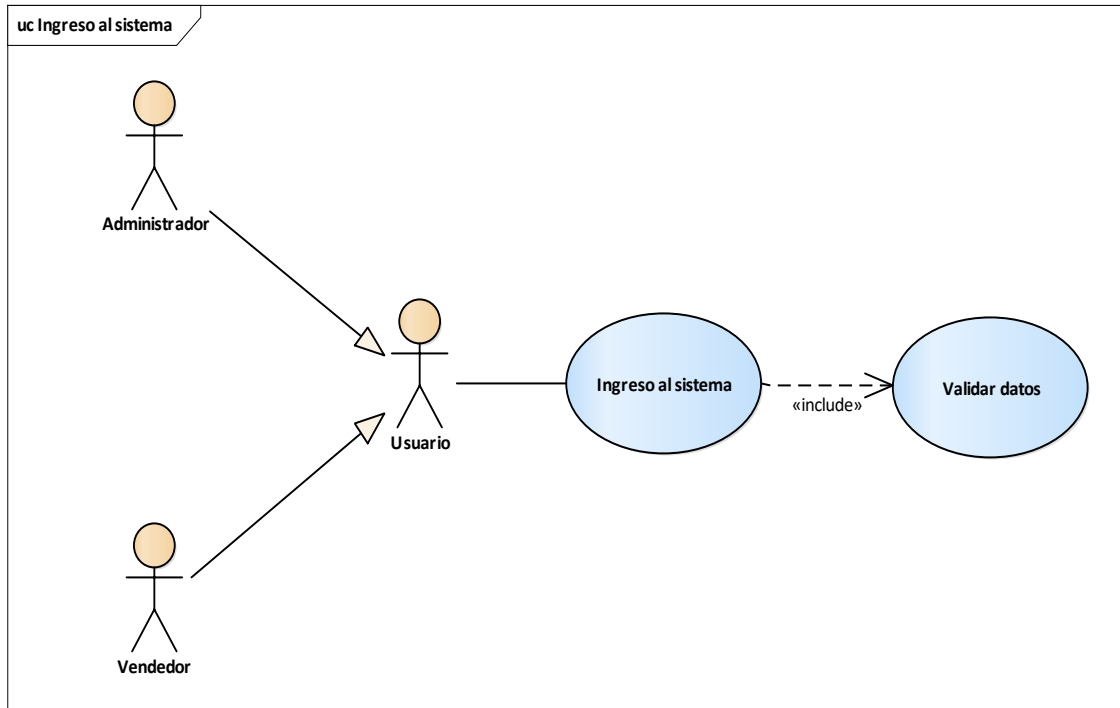 uc Ingreso al sistema
Administrador
Usuario
Ingreso al sistema
«include»
Validar datos
Vendedor